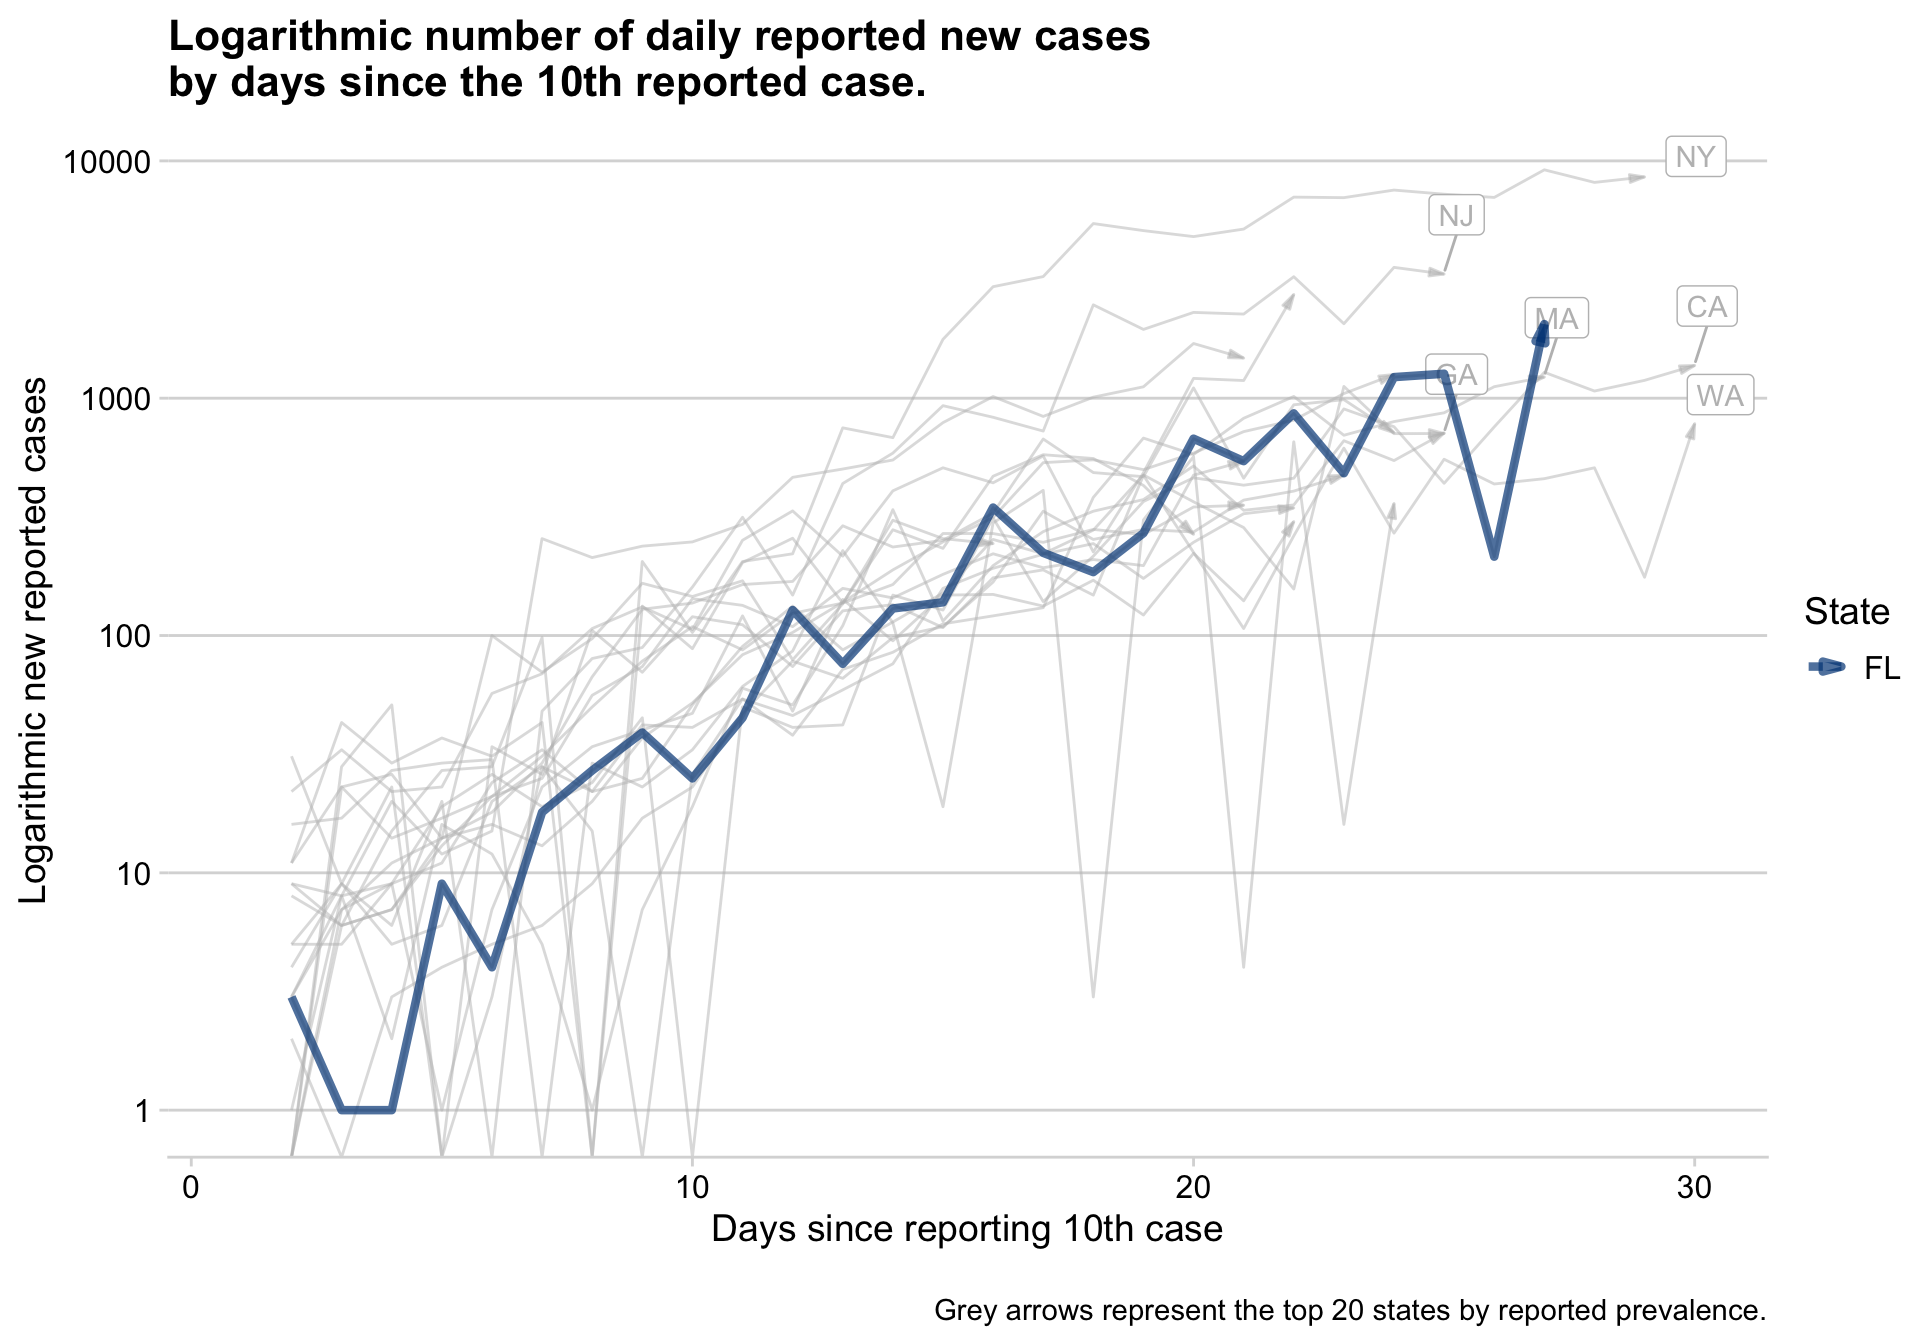 Logarithmic number of daily reported new cases
by days since the 10th reported case.
10000
1000
100
10
1
Logarithmic new reported cases
NY
NJ
MA
CA
GA
WA
State
FL
0
10
20
30
Days since reporting 10th case
Grey arrows represent the top 20 states by reported prevalence.